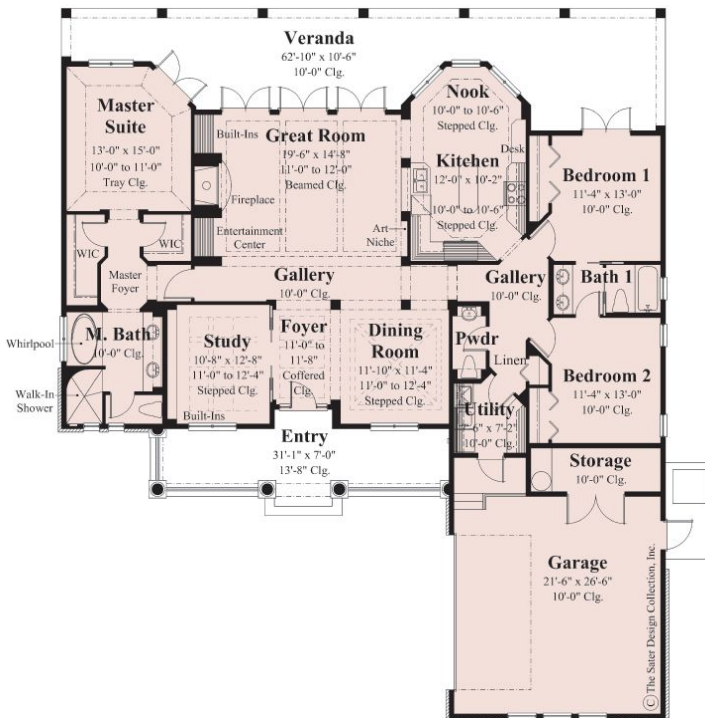 Veranda
62'-10" x 10'-6"
10'-0" Clg.
Master
Suite
13'-0" x 15'-0"
10'-0" to 11'-0"
Tray Clg.
Built-Ins
Great Room
19'-6" x 14'-8"
11'-0" to 12'-0"
Beamed Clg.
Fireplace
Entertainment
Center
Nook
10'-0" to 10'-6"
Stepped Clg.
Desk
Kitchen
12'-0" x 10'-2"
10'-0" to 10'-6"
Stepped Clg.
Art
Niche
Bedroom 1
11'-4" x 13'-0"
10'-0" Clg.
WIC
WIC
Master
Foyer
Gallery
10'-0" Clg.
Gallery
10'-0" Clg.
Bath 1
Whirlpool
M. Bath
10'-0" Clg.
Walk-In
Shower
Study
10'-8" x 12'-8"
11'-0" to 12'-4"
Stepped Clg.
Built-Ins
Foyer
11'-0" to
11'-8"
Coffered
Clg.
Dining
Room
11'-10" x 11'-4"
11'-0" to 12'-4"
Stepped Clg.
Pwdr
Linen
Bedroom 2
11'-4" x 13'-0"
10'-0" Clg.
Utility
-6" x 7'-2"
10'-0" Clg.
Entry
31'-1" x 7'-0"
13'-8" Clg.
Storage
10'-0" Clg.
Garage
21'-6" x 26'-6"
10'-0" Clg.
© The Sater Design Collection, Inc.